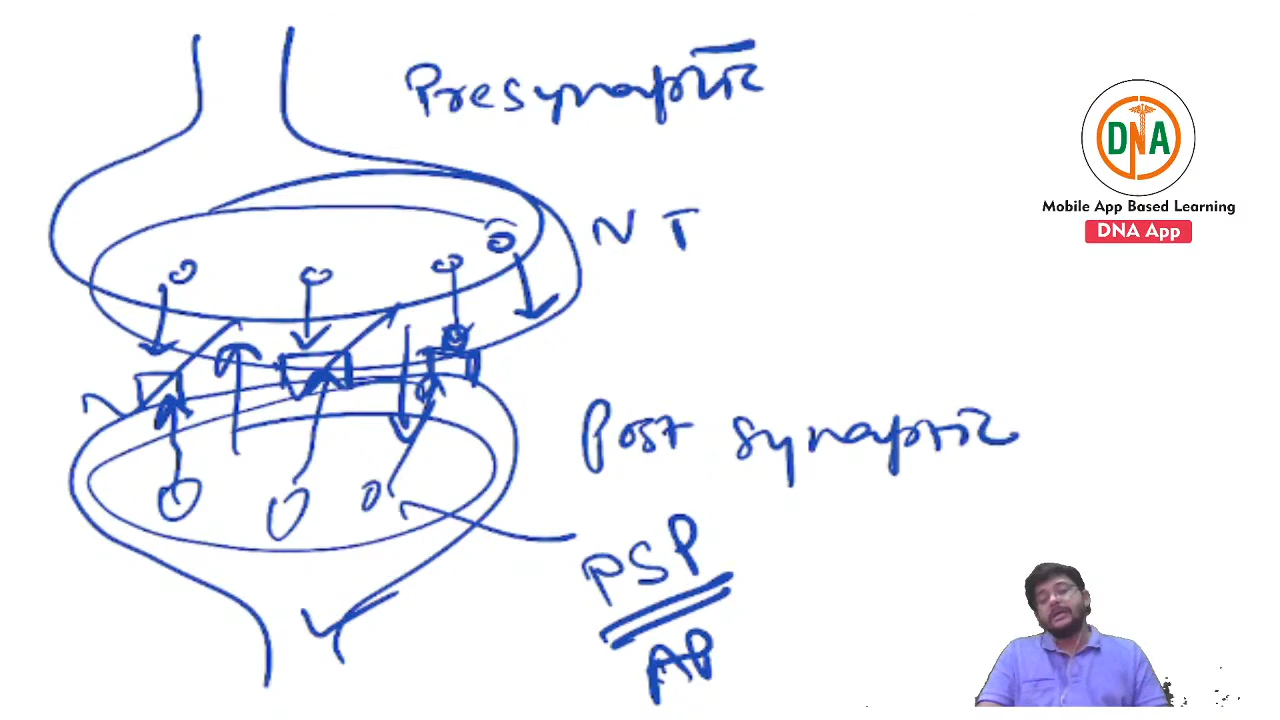 Presynaptic
DNA
Mobile App Based Learning
DNA App
NT
Post synaptic
PSP
AP